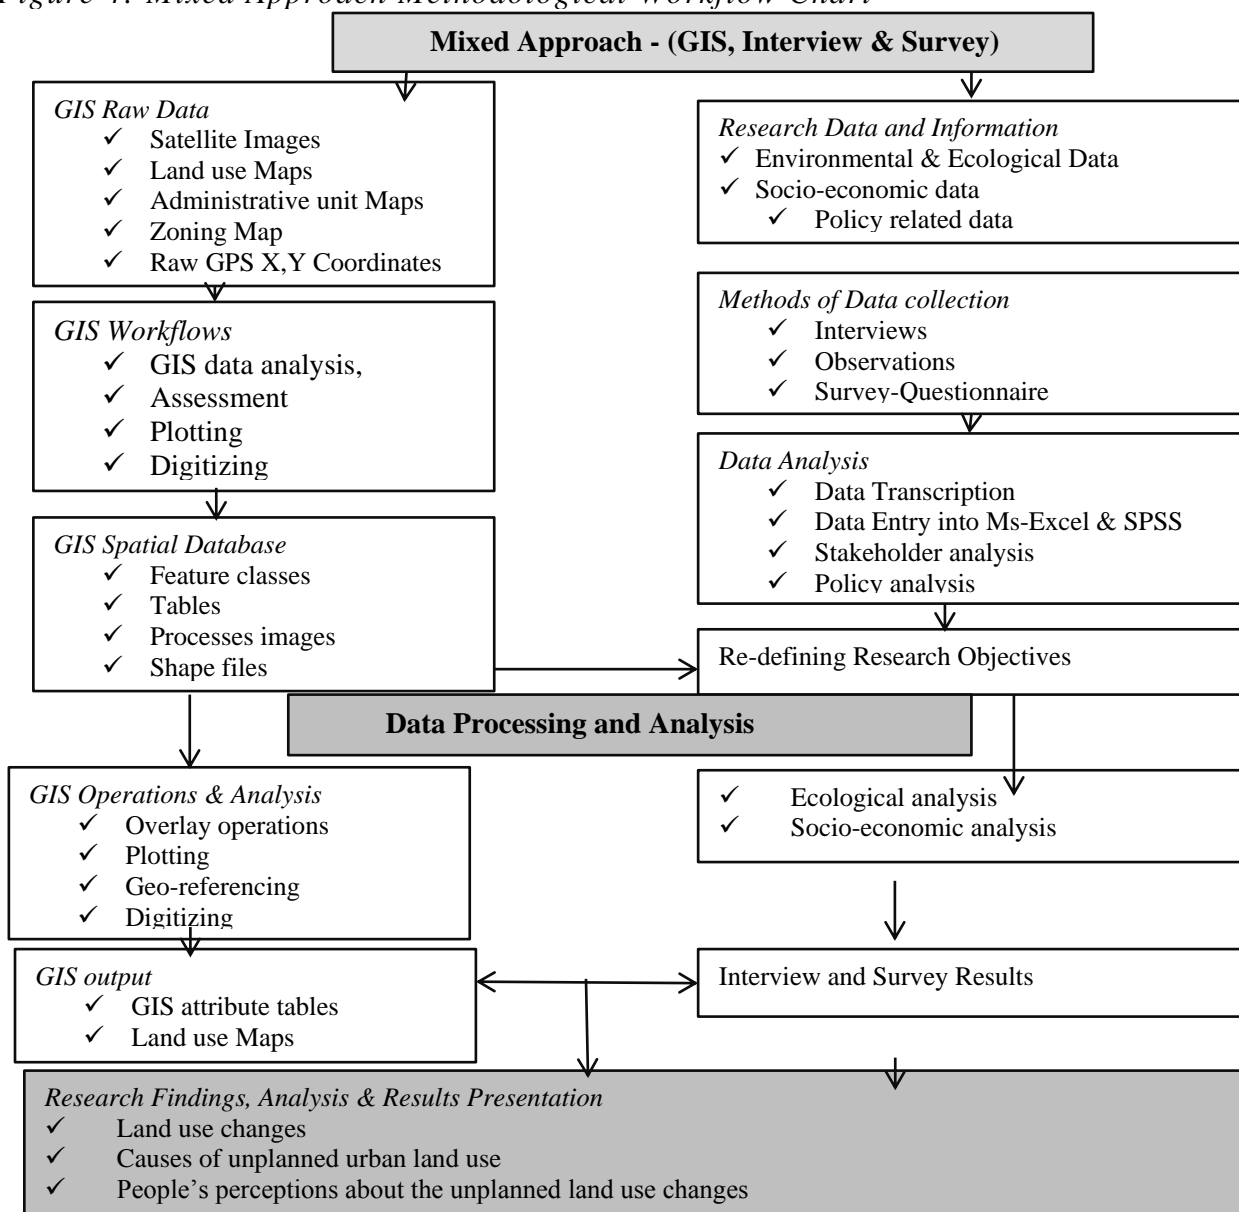 Figure 4: Mixed Approach Methodological Workflow Chart
Mixed Approach - (GIS, Interview & Survey)
GIS Raw Data
✓ Satellite Images
✓ Land use Maps
✓ Administrative unit Maps
✓ Zoning Map
✓ Raw GPS X,Y Coordinates
Research Data and Information
✓ Environmental & Ecological Data
✓ Socio-economic data
✓ Policy related data
GIS Workflows
✓ GIS data analysis,
✓ Assessment
✓ Plotting
✓ Digitizing
Methods of Data collection
✓ Interviews
✓ Observations
✓ Survey-Questionnaire
Data Analysis
✓ Data Transcription
✓ Data Entry into Ms-Excel & SPSS
✓ Stakeholder analysis
✓ Policy analysis
GIS Spatial Database
✓ Feature classes
✓ Tables
✓ Processes images
✓ Shape files
Re-defining Research Objectives
Data Processing and Analysis
GIS Operations & Analysis
✓ Overlay operations
✓ Plotting
✓ Geo-referencing
✓ Digitizing
✓ Ecological analysis
✓ Socio-economic analysis
GIS output
✓ GIS attribute tables
✓ Land use Maps
Interview and Survey Results
Research Findings, Analysis & Results Presentation
✓ Land use changes
✓ Causes of unplanned urban land use
✓ People’s perceptions about the unplanned land use changes